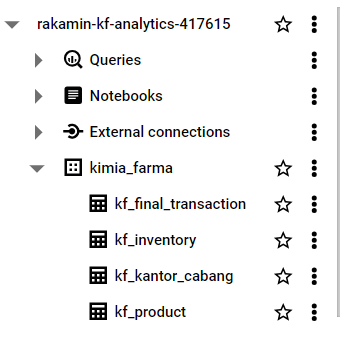 rakamin-kf-analytics-417615
Queries
Notebooks
External connections
kimia_farma
kf_final_transaction
kf_inventory
kf_kantor_cabang
kf_product